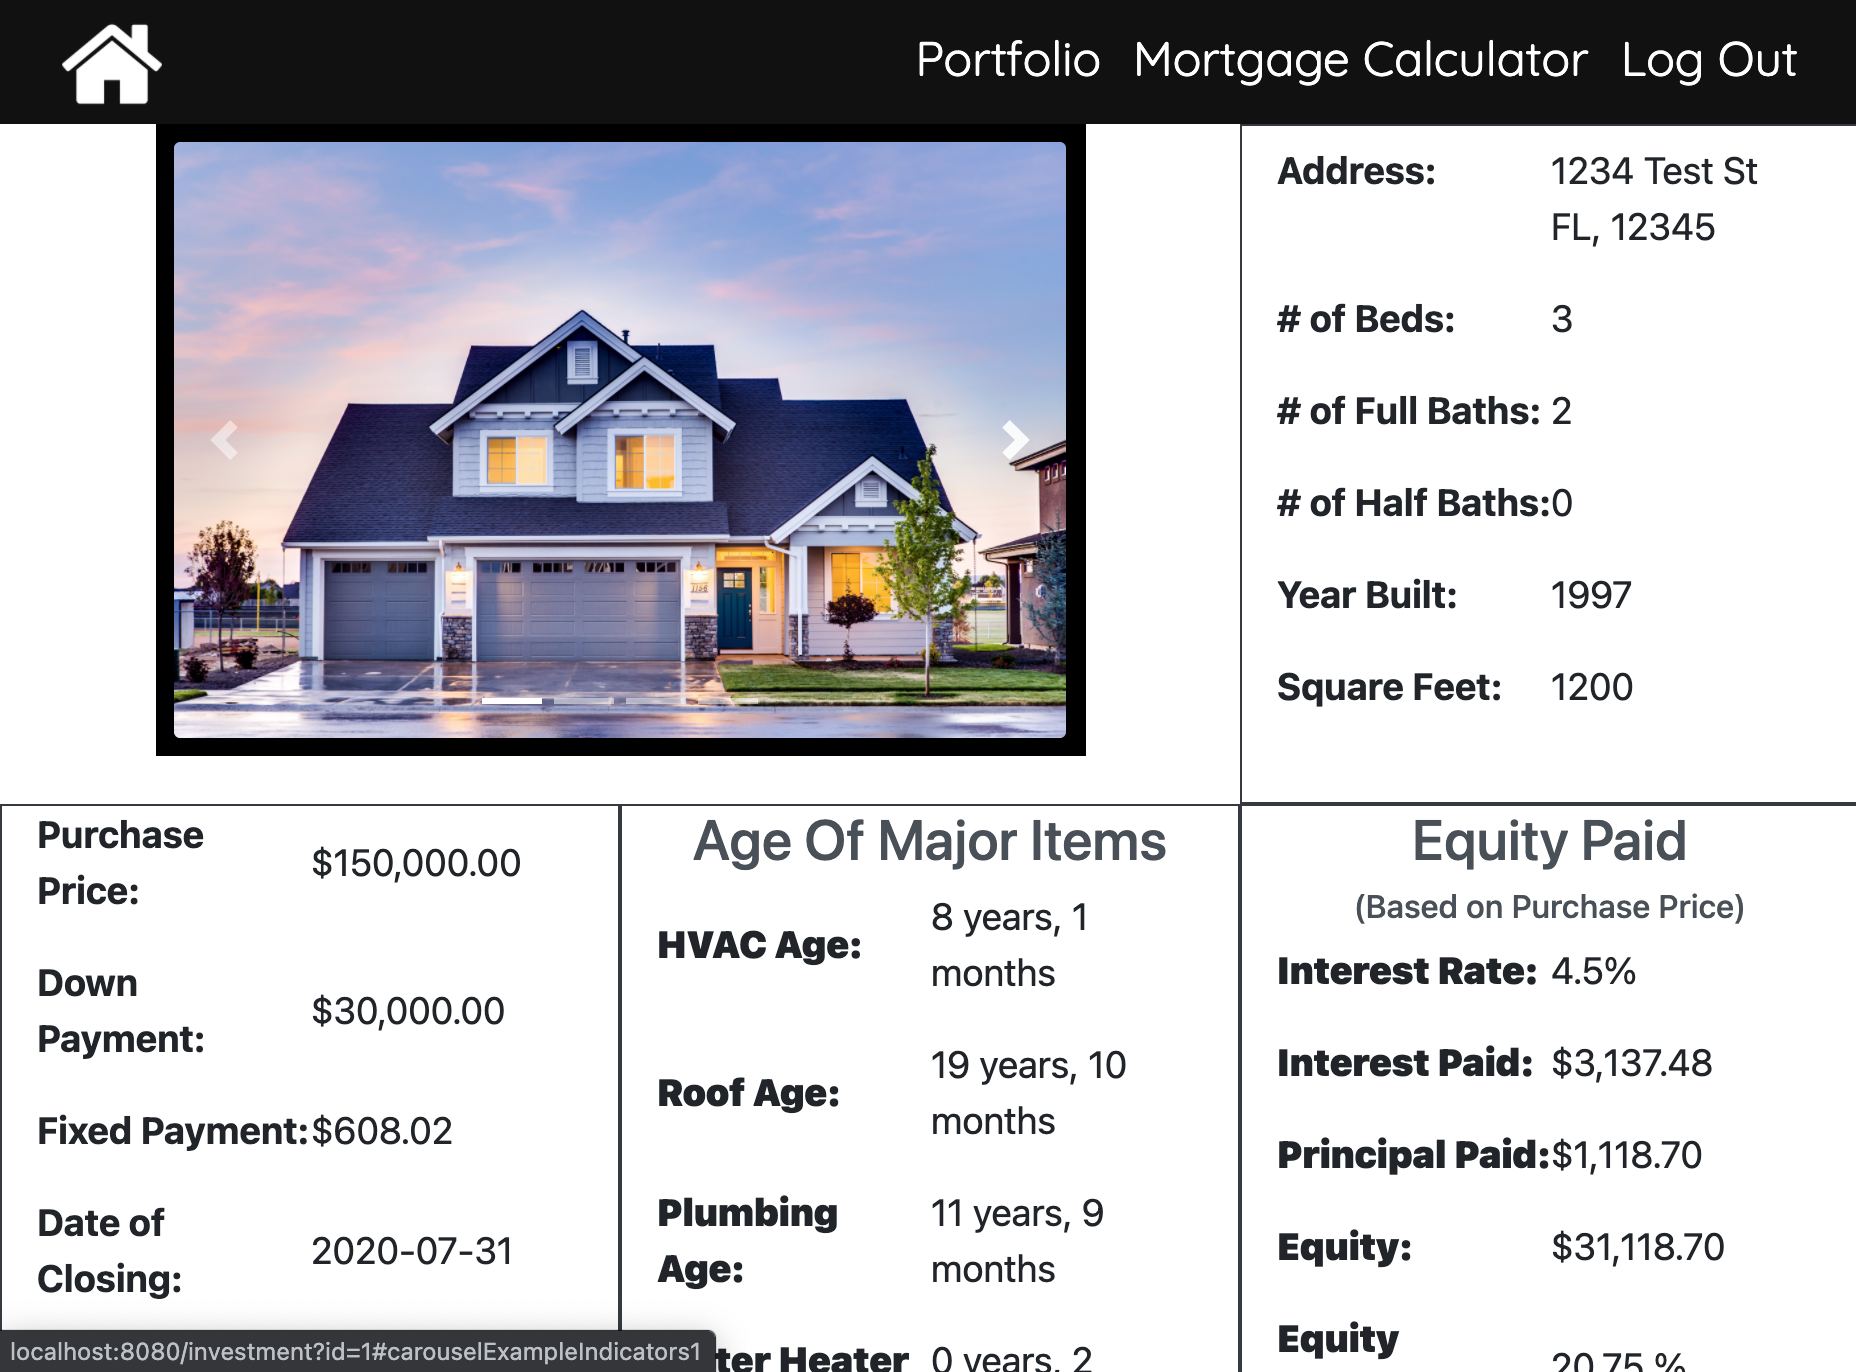 Portfolio Mortgage Calculator Log Out
1156
Address: 1234 Test St
FL, 12345
# of Beds: 3
# of Full Baths: 2
# of Half Baths: 0
Year Built: 1997
Square Feet: 1200
Purchase
Price:
$150,000.00
Down
Payment:
$30,000.00
Fixed Payment: $608.02
Date of
Closing:
2020-07-31
Age Of Major Items
HVAC Age:
8 years, 1
months
Roof Age:
19 years, 10
months
Plumbing
Age:
11 years, 9
months
ter Heater 0 years, 2
Equity Paid
(Based on Purchase Price)
Interest Rate: 4.5%
Interest Paid: $3,137.48
Principal Paid: $1,118.70
Equity: $31,118.70
Equity
20.75 %
localhost:8080/investment?id=1#carouselExampleIndicators1